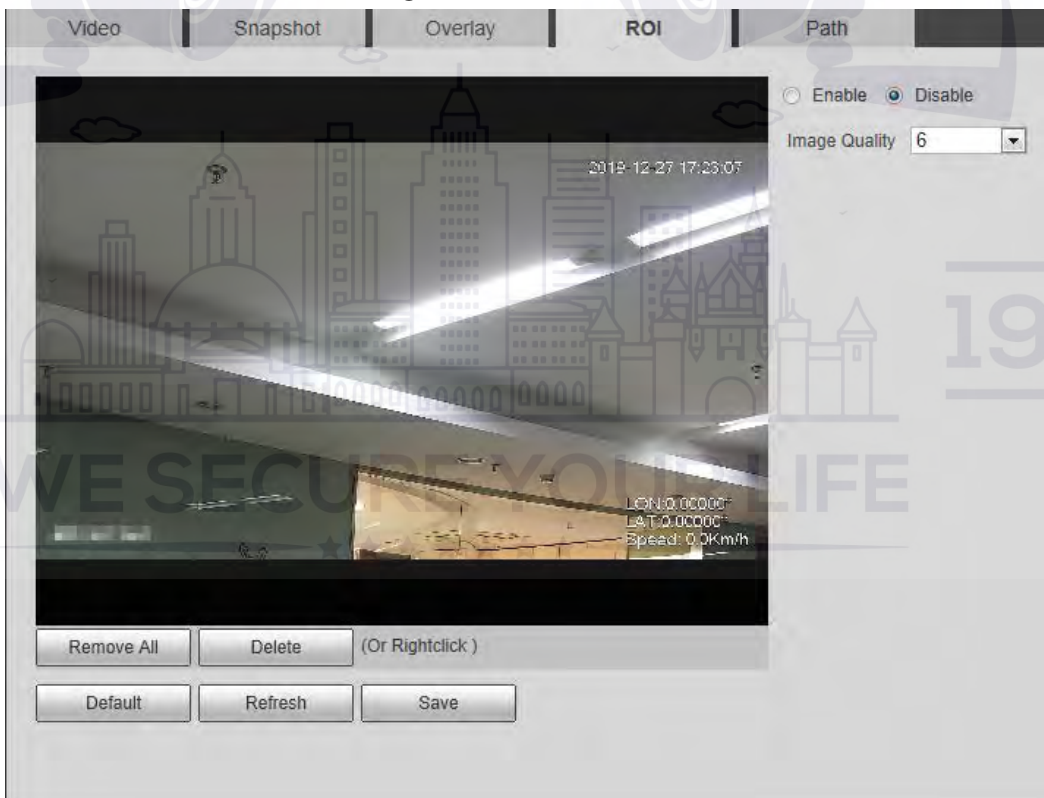 Video Snapshot Overlay ROI Path
Enable Disable
Image Quality 6
2019-12-27 17:23:07
19
WE SECURE YOUR LIFE
LON:0.00000°
LAT:0.00000°
Speed: 0.0Km/h
Remove All Delete (Or Rightclick )
Default Refresh Save